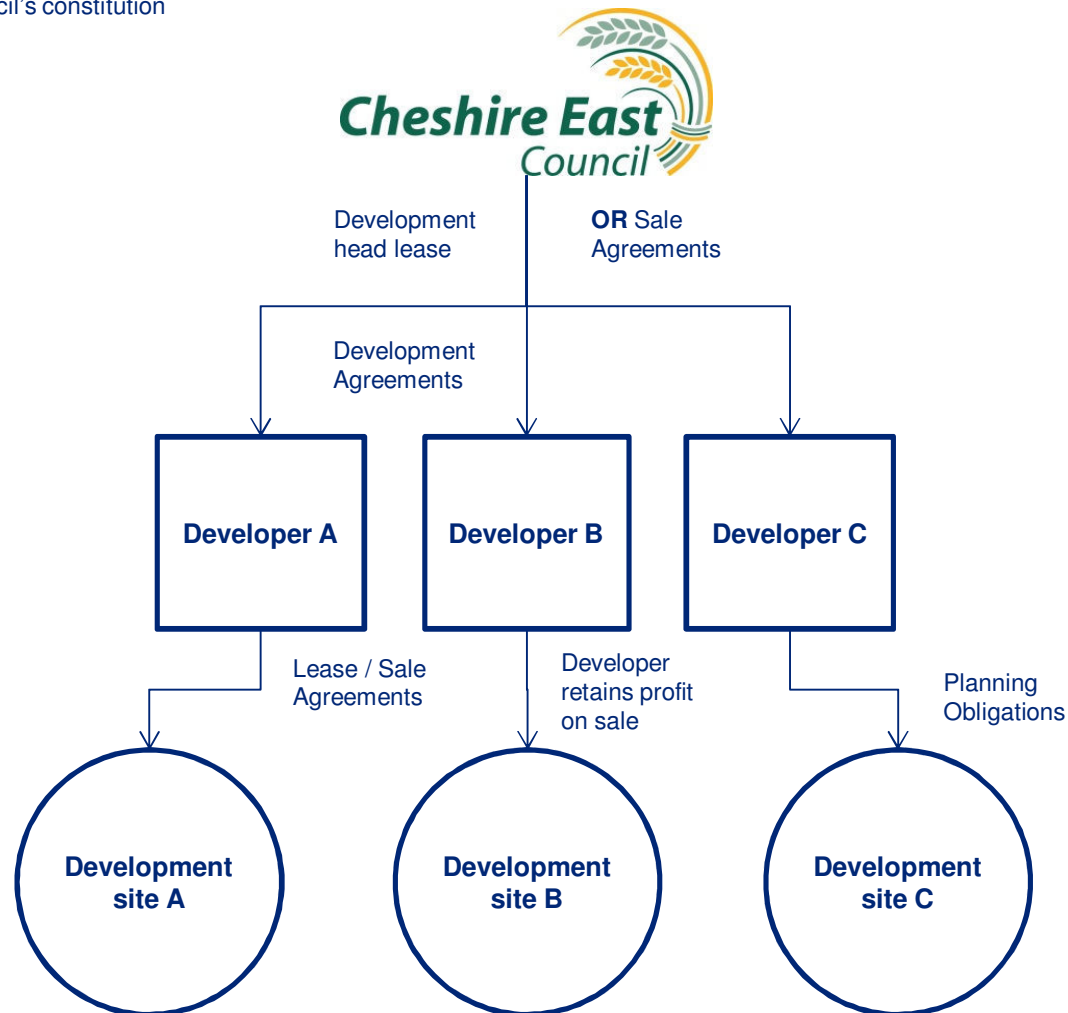 cil's constitution
Cheshire East
Council
Development
head lease
OR Sale
Agreements
Development
Agreements
Developer A
Developer B
Developer C
Lease / Sale
Agreements
Developer
retains profit
on sale
Planning
Obligations
Development
site A
Development
site B
Development
site C